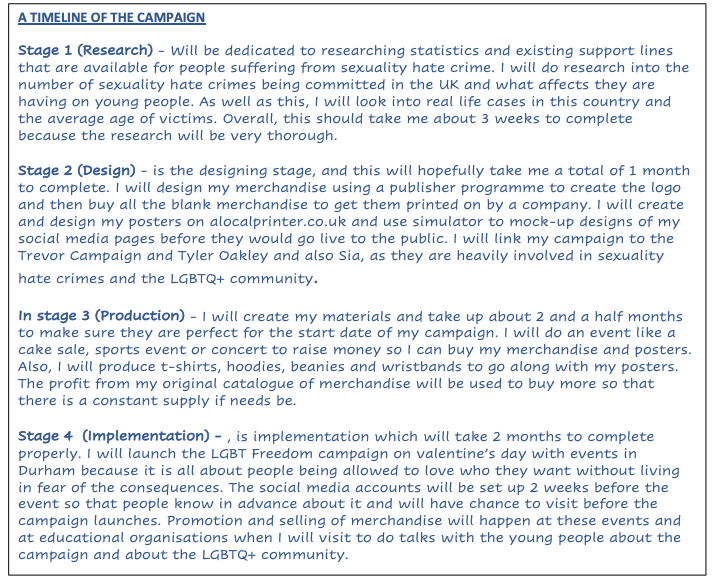 A TIMELINE OF THE CAMPAIGN
Stage 1 (Research) - Will be dedicated to researching statistics and existing support lines
that are available for people suffering from sexuality hate crime. I will do research into the
number of sexuality hate crimes being committed in the UK and what affects they are
having on young people. As well as this, I will look into real life cases in this country and
the average age of victims. Overall, this should take me about 3 weeks to complete
because the research will be very thorough.
Stage 2 (Design) - is the designing stage, and this will hopefully take me a total of 1 month
to complete. I will design my merchandise using a publisher programme to create the logo
and then buy all the blank merchandise to get them printed on by a company. I will create
and design my posters on alocalprinter.co.uk and use simulator to mock-up designs of my
social media pages before they would go live to the public. I will link my campaign to the
Trevor Campaign and Tyler Oakley and also Sia, as they are heavily involved in sexuality
hate crimes and the LGBTQ+ community.
In stage 3 (Production) - I will create my materials and take up about 2 and a half months
to make sure they are perfect for the start date of my campaign. I will do an event like a
cake sale, sports event or concert to raise money so I can buy my merchandise and posters.
Also, I will produce t-shirts, hoodies, beanies and wristbands to go along with my posters.
The profit from my original catalogue of merchandise will be used to buy more so that
there is a constant supply if needs be.
Stage 4 (Implementation) - , is implementation which will take 2 months to complete
properly. I will launch the LGBT Freedom campaign on valentine's day with events in
Durham because it is all about people being allowed to love who they want without living
in fear of the consequences. The social media accounts will be set up 2 weeks before the
event so that people know in advance about it and will have chance to visit before the
campaign launches. Promotion and selling of merchandise will happen at these events and
at educational organisations when I will visit to do talks with the young people about the
campaign and about the LGBTQ+ community.